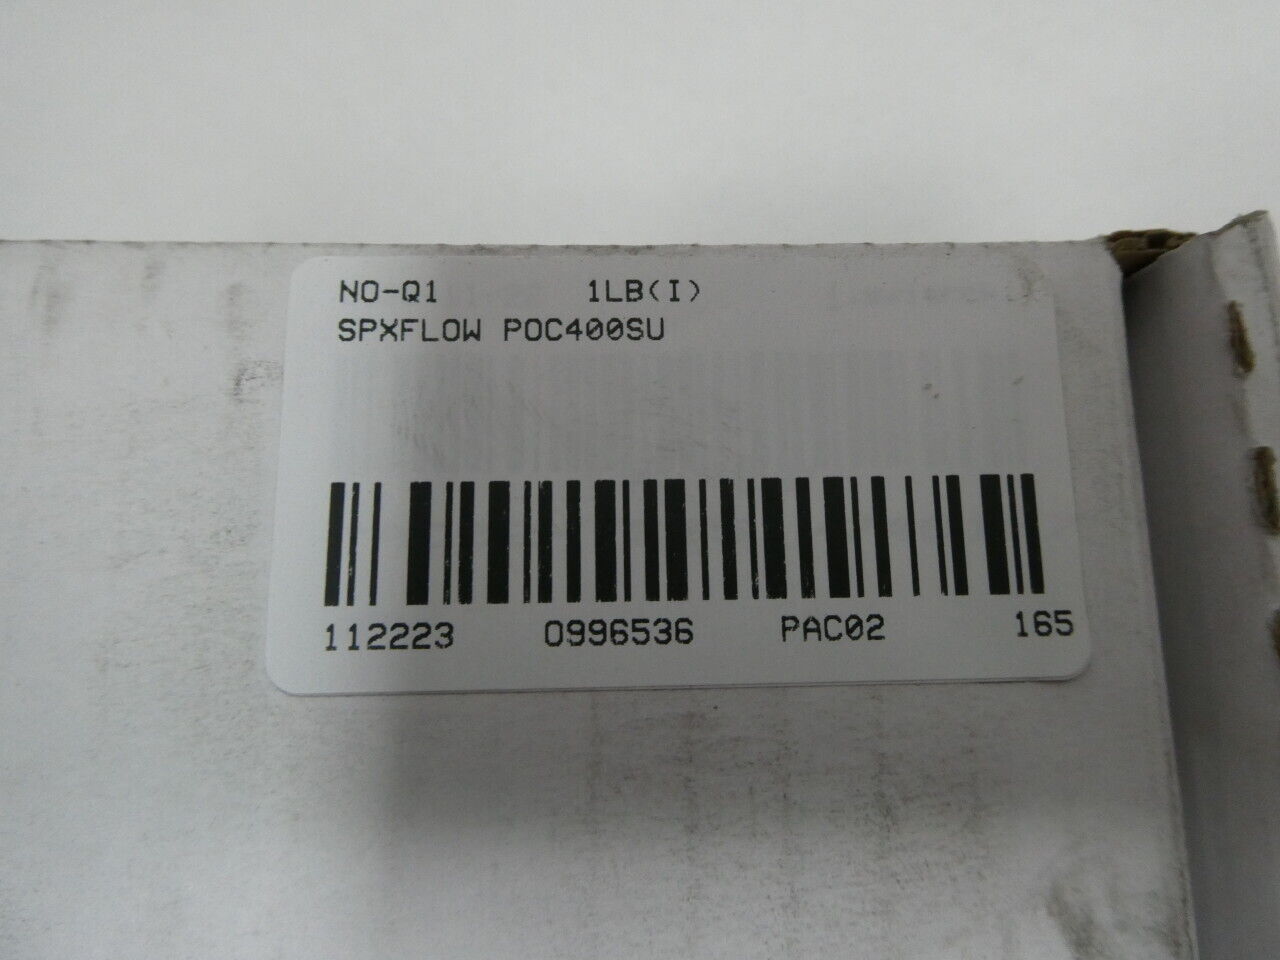 NO-Q1 1LB(I)
SPXFLOW POC400SU
112223 0996536 PAC02 165